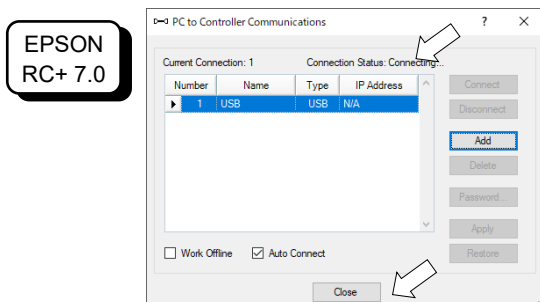 EPSON
RC+ 7.0
PC to Controller Communications ? ×
Current Connection: 1 Connection Status: Connecting...
Number Name Type IP Address
1 USB USB N/A
Connect
Disconnect
Add
Delete
Password...
Apply
Work Offline Auto Connect Restore
Close